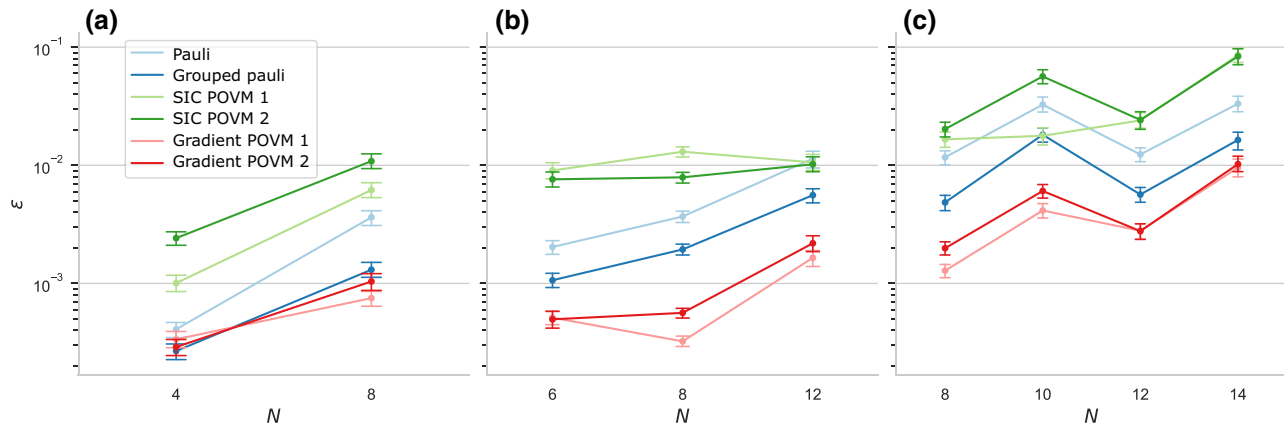 (a)
(b)
(c)
10⁻¹
10⁻²
10⁻³
ε
Pauli
Grouped pauli
SIC POVM 1
SIC POVM 2
Gradient POVM 1
Gradient POVM 2
4 8
N
6 8 12
N
8 10 12 14
N